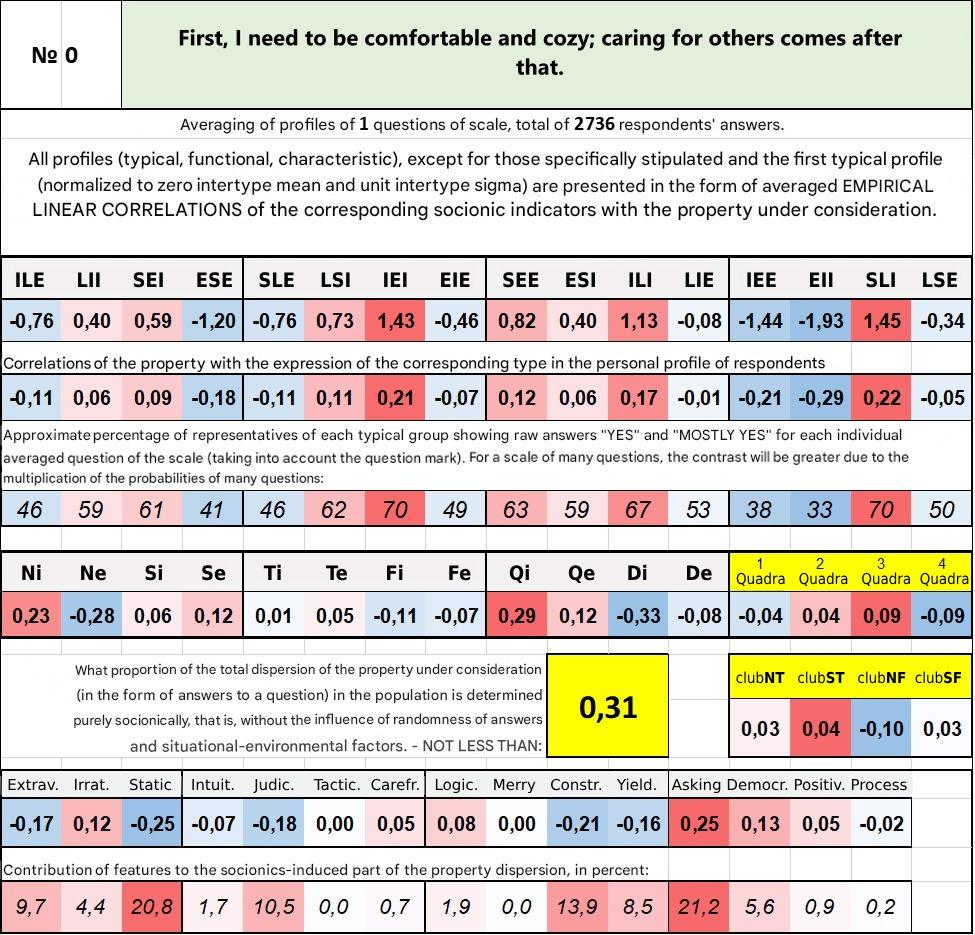 № 0
First, I need to be comfortable and cozy; caring for others comes after
that.
Averaging of profiles of 1 questions of scale, total of 2736 respondents' answers.
All profiles (typical, functional, characteristic), except for those specifically stipulated and the first typical profile
(normalized to zero intertype mean and unit intertype sigma) are presented in the form of averaged EMPIRICAL
LINEAR CORRELATIONS of the corresponding socionic indicators with the property under consideration.
ILE LII SEI ESE SLE LSI IEI EIE SEE ESI ILI LIE IEE EII SLI LSE
-0,76 0,40 0,59 -1,20 -0,76 0,73 1,43 -0,46 0,82 0,40 1,13 -0,08 -1,44 -1,93 1,45 -0,34
Correlations of the property with the expression of the corresponding type in the personal profile of respondents
-0,11 0,06 0,09 -0,18 -0,11 0,11 0,21 -0,07 0,12 0,06 0,17 -0,01 -0,21 -0,29 0,22 -0,05
Approximate percentage of representatives of each typical group showing raw answers "YES" and "MOSTLY YES" for each individual
averaged question of the scale (taking into account the question mark). For a scale of many questions, the contrast will be greater due to the
multiplication of the probabilities of many questions:
46 59 61 41 46 62 70 49 63 59 67 53 38 33 70 50
Ni Ne Si Se Ti Te Fi Fe Qi Qe Di De 1 Quadra 2 Quadra 3 Quadra 4 Quadra
0,23 -0,28 0,06 0,12 0,01 0,05 -0,11 -0,07 0,29 0,12 -0,33 -0,08 -0,04 0,04 0,09 -0,09
What proportion of the total dispersion of the property under consideration
(in the form of answers to a question) in the population is determined
purely socionically, that is, without the influence of randomness of answers
and situational-environmental factors. - NOT LESS THAN:
0,31
clubNT clubST clubNF clubSF
0,03 0,04 -0,10 0,03
Extrav. Irrat. Static Intuit. Judic. Tactic. Carefr. Logic. Merry Constr. Yield. Asking Democr. Positiv. Process
-0,17 0,12 -0,25 -0,07 -0,18 0,00 0,05 0,08 0,00 -0,21 -0,16 0,25 0,13 0,05 -0,02
Contribution of features to the socionics-induced part of the property dispersion, in percent:
9,7 4,4 20,8 1,7 10,5 0,0 0,7 1,9 0,0 13,9 8,5 21,2 5,6 0,9 0,2